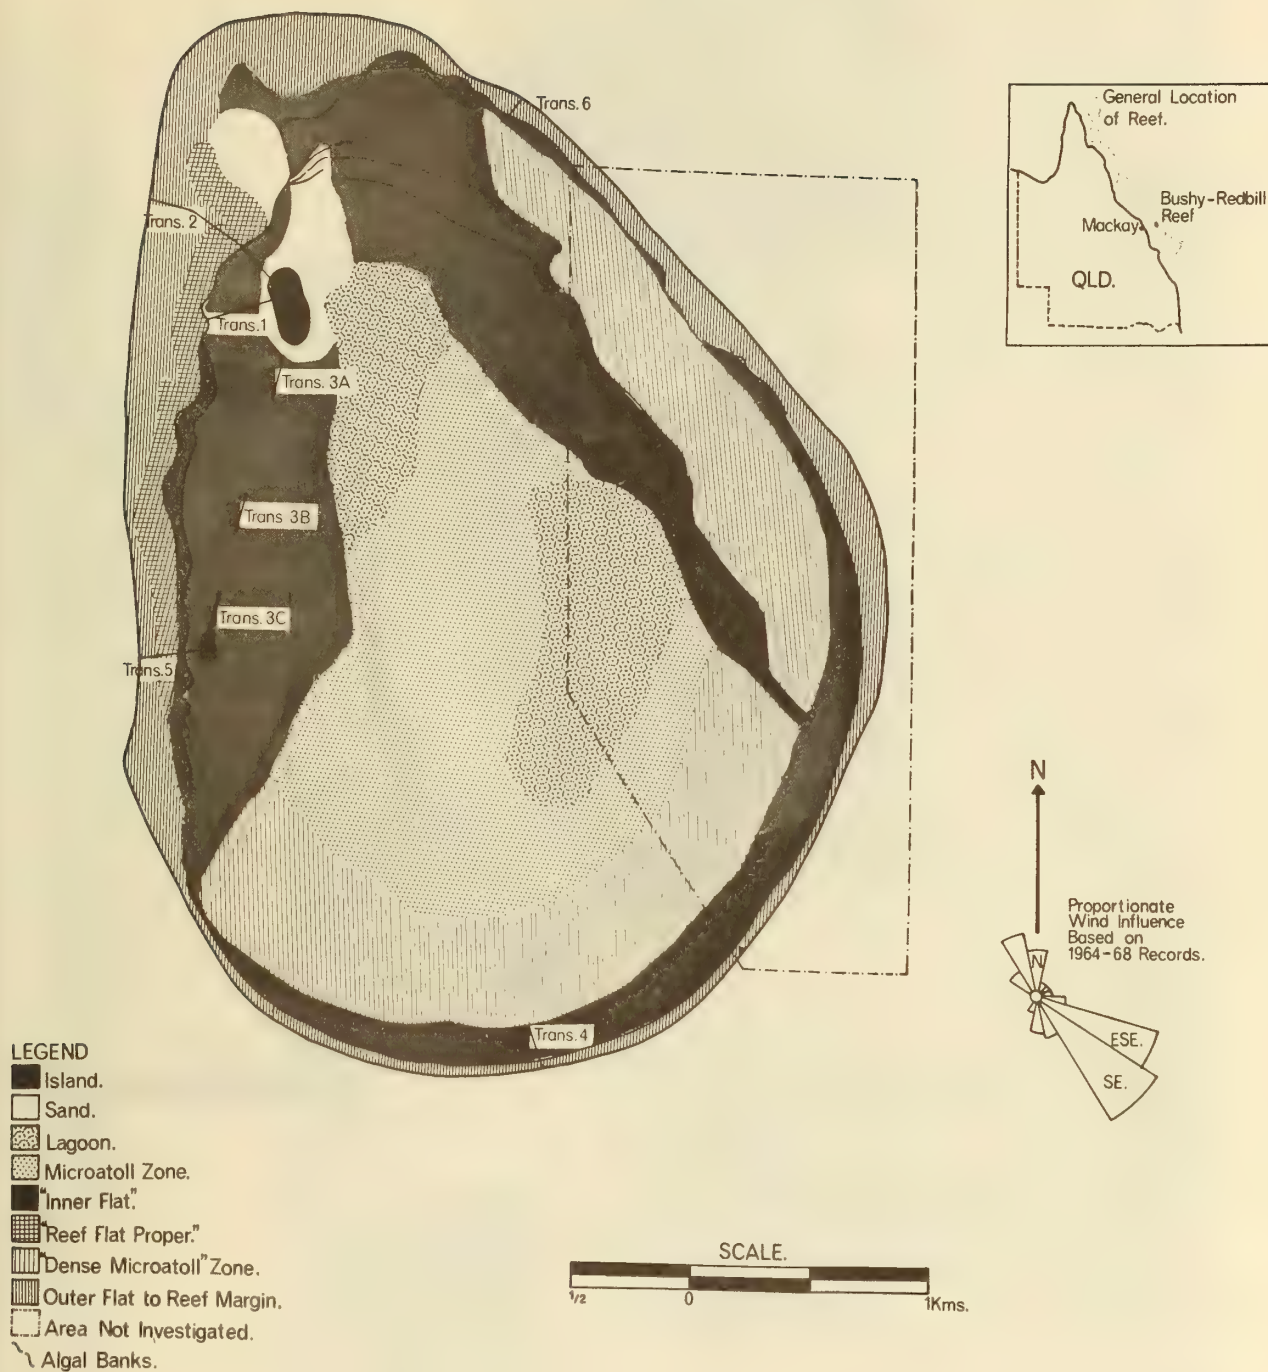 Trans. 6
General Location
of Reef.
Bushy-Redbill
Reef
Mackay
QLD.
Trans. 2
Trans. 1
Trans. 3A
Trans 3B
Trans. 3C
Trans. 5
N
Proportionate
Wind Influence
Based on
1964-68 Records.
N
ESE.
SE.
Trans. 4
LEGEND
Island.
Sand.
Lagoon.
Microatoll Zone.
"Inner Flat".
"Reef Flat Proper."
"Dense Microatoll" Zone.
Outer Flat to Reef Margin.
Area Not Investigated.
Algal Banks.
SCALE.
1/2 0 1Kms.